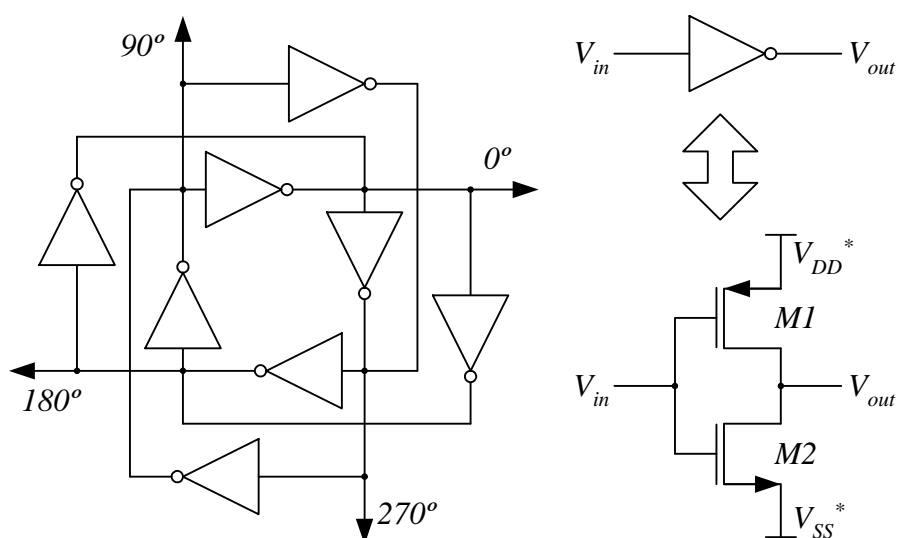 90º
0º
180º
270º
V_in
V_out
V_DD*
M1
V_in
V_out
M2
V_SS*